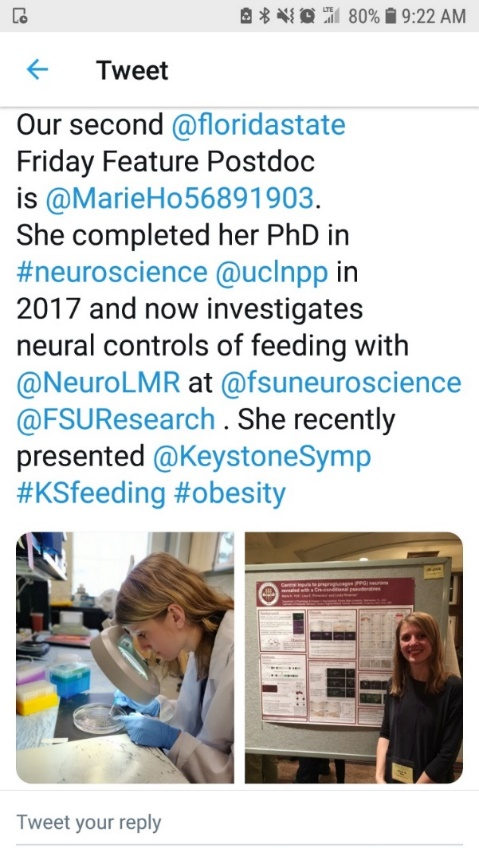 80% 9:22 AM
Tweet
Our second @floridastate
Friday Feature Postdoc
is @MarieHo56891903.
She completed her PhD in
#neuroscience @uclnpp in
2017 and now investigates
neural controls of feeding with
@NeuroLMR at @fsuneuroscience
@FSUResearch . She recently
presented @KeystoneSymp
#KSfeeding #obesity
Central inputs to preproglucagon (PPG) neurons
revealed with a Cre-conditional pseudorabies
Tweet your reply